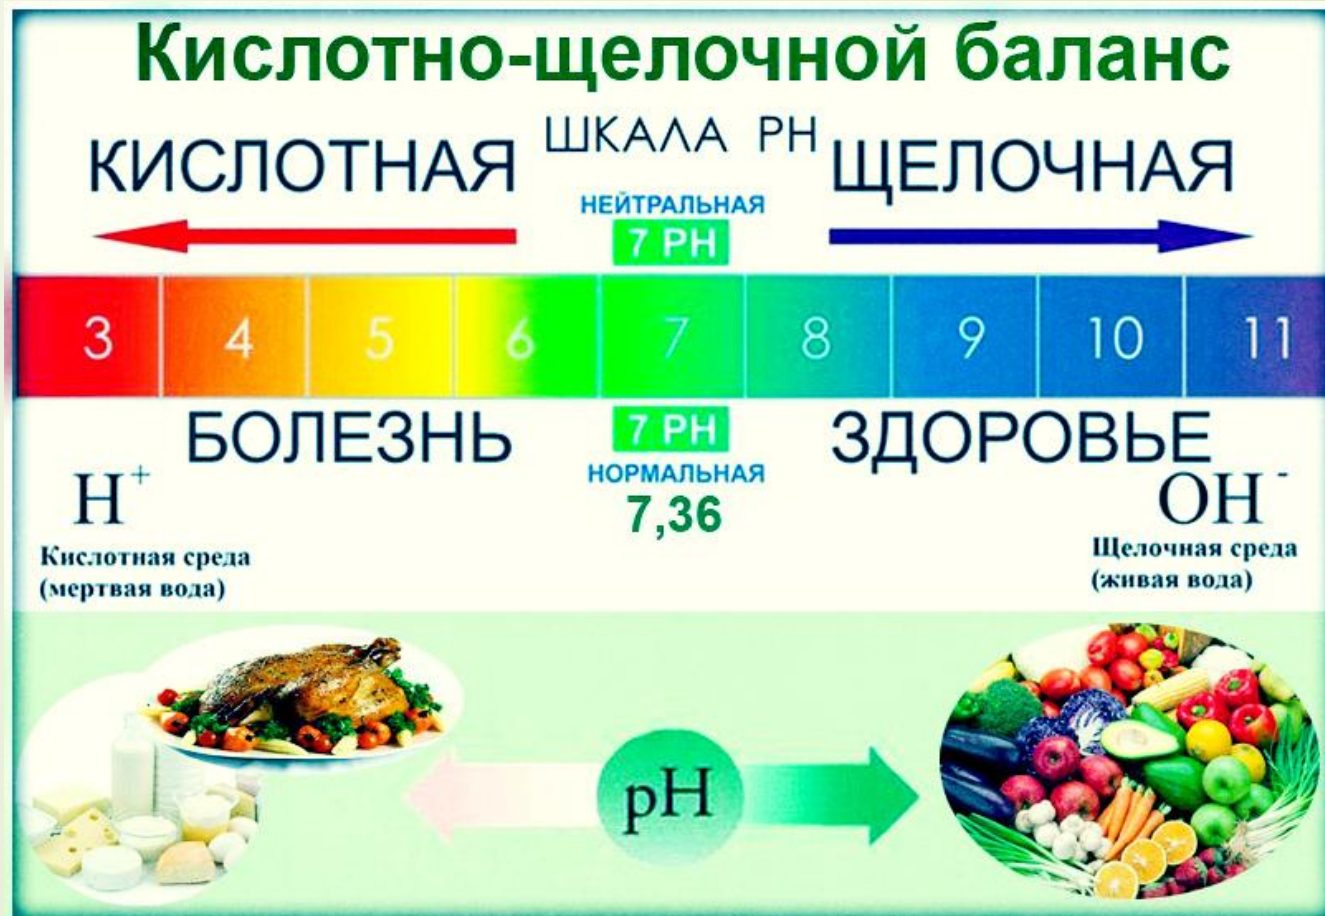 Кислотно-щелочной баланс
ШКАЛА PH
КИСЛОТНАЯ
ЩЕЛОЧНАЯ
НЕЙТРАЛЬНАЯ
7 PH
3 4 5 6 7 8 9 10 11
БОЛЕЗНЬ
7 PH
ЗДОРОВЬЕ
НОРМАЛЬНАЯ
7,36
H⁺
OH⁻
Кислотная среда
(мертвая вода)
Щелочная среда
(живая вода)
pH